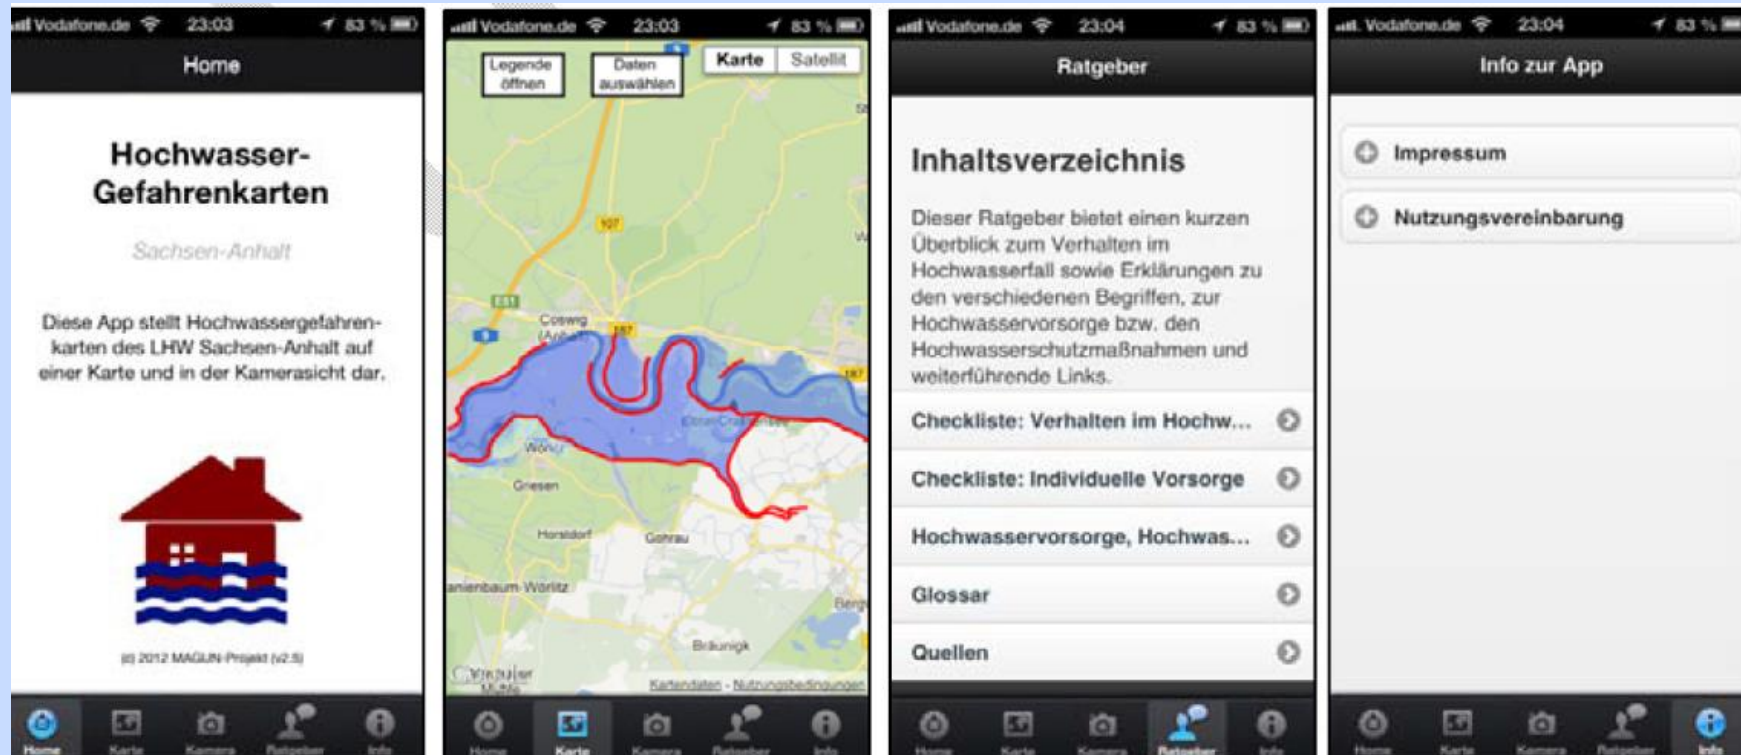 Vodafone.de 23:03 83 %
Home
Hochwasser-
Gefahrenkarten
Sachsen-Anhalt
Diese App stellt Hochwassergefahren-
karten des LHW Sachsen-Anhalt auf
einer Karte und in der Kamerasicht dar.
(c) 2012 MAGUN-Projekt (v2.5)
Home Karte Kamera Ratgeber Info
Vodafone.de 23:03 83 %
Legende
öffnen
Daten
auswählen
Karte Satellit
9
107
E51
9
Coswig
(Anhalt)
187
187
Griesen
Horstdorf
Gohrau
anienbaum-Wörlitz
Berg
Bräunigk
Kartendaten - Nutzungsbedingungen
Home Karte Kamera Ratgeber Info
Vodafone.de 23:04 83 %
Ratgeber
Inhaltsverzeichnis
Dieser Ratgeber bietet einen kurzen
Überblick zum Verhalten im
Hochwasserfall sowie Erklärungen zu
den verschiedenen Begriffen, zur
Hochwasservorsorge bzw. den
Hochwasserschutzmaßnahmen und
weiterführende Links.
Checkliste: Verhalten im Hochw...
Checkliste: Individuelle Vorsorge
Hochwasservorsorge, Hochwas...
Glossar
Quellen
Home Karte Kamera Ratgeber Info
Vodafone.de 23:04 83 %
Info zur App
Impressum
Nutzungsvereinbarung
Home Karte Kamera Ratgeber Info